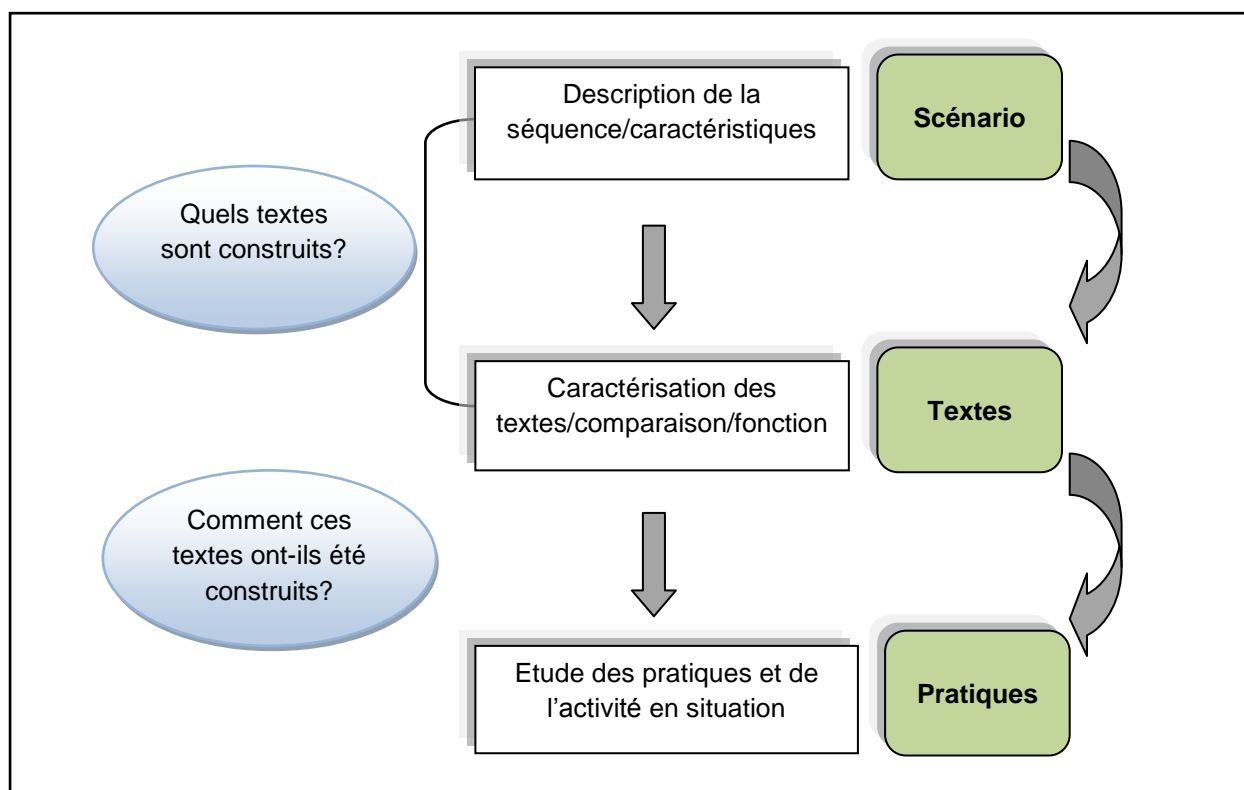 Description de la
séquence/caractéristiques
Scénario
Quels textes
sont construits?
Caractérisation des
textes/comparaison/fonction
Textes
Comment ces
textes ont-ils été
construits?
Etude des pratiques et de
l’activité en situation
Pratiques